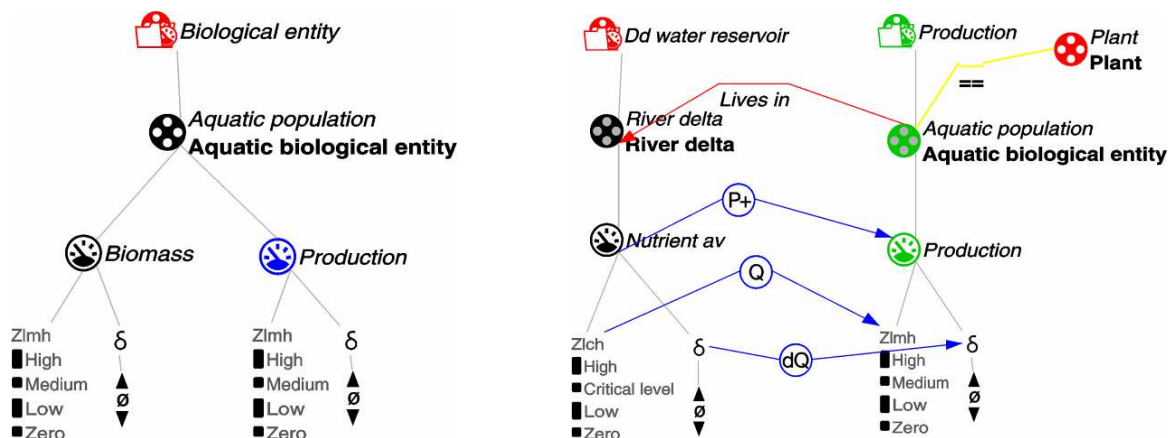 Biological entity
Aquatic population
Aquatic biological entity
Biomass
Production
Zlmh
δ
High
Medium
Low
Zero
ø
Zlmh
δ
High
Medium
Low
Zero
ø
Dd water reservoir
Production
Plant
Plant
==
Lives in
River delta
River delta
Aquatic population
Aquatic biological entity
P+
Nutrient av
Production
Q
Zlch
δ
High
Critical level
Low
Zero
ø
dQ
Zlmh
δ
High
Medium
Low
Zero
ø